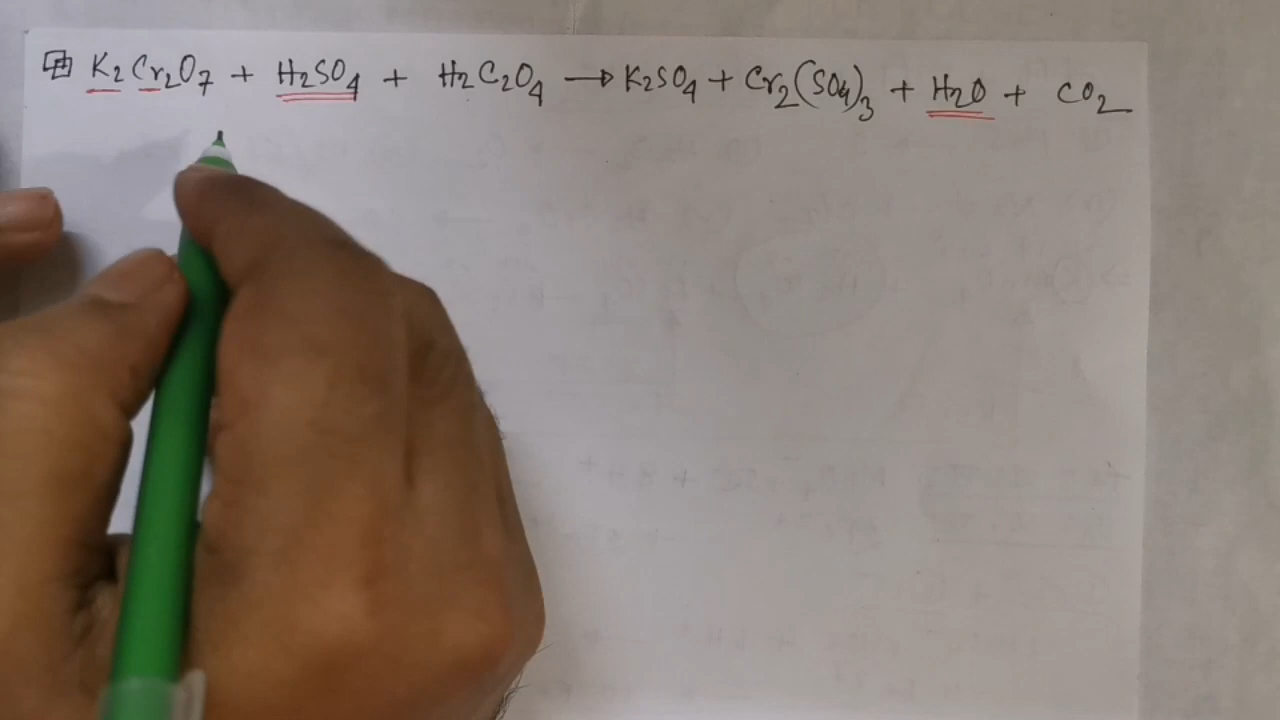 K2Cr2O7 + H2SO4 + H2C2O4 → K2SO4 + Cr2(SO4)3 + H2O + CO2